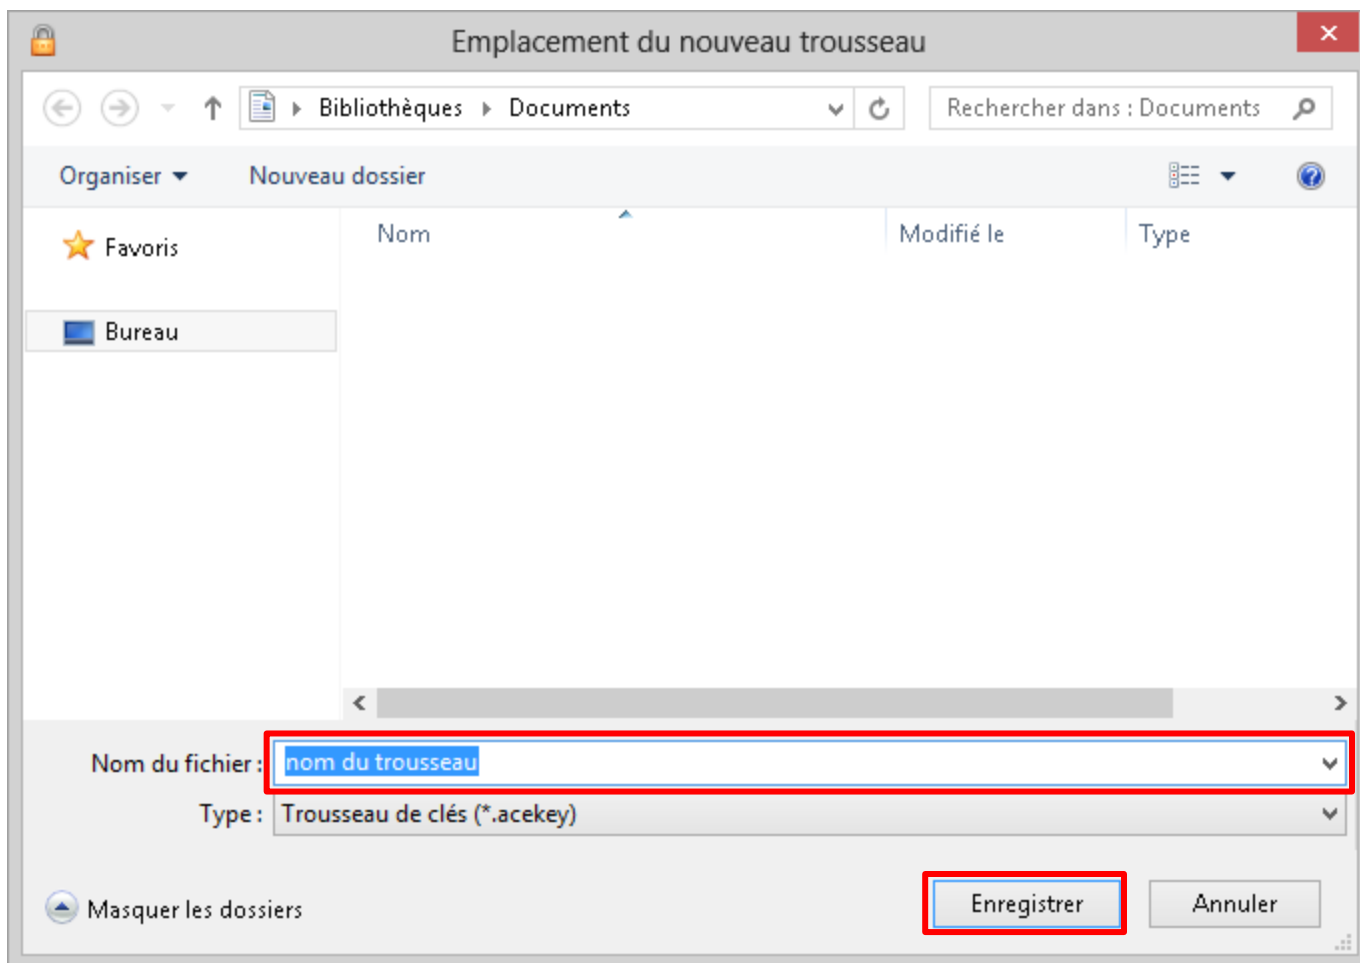 Emplacement du nouveau trousseau
Bibliothèques Documents Rechercher dans : Documents
Organiser Nouveau dossier
Nom Modifié le Type
Favoris
Bureau
Nom du fichier : nom du trousseau
Type : Trousseau de clés (*.acekey)
Masquer les dossiers Enregistrer Annuler